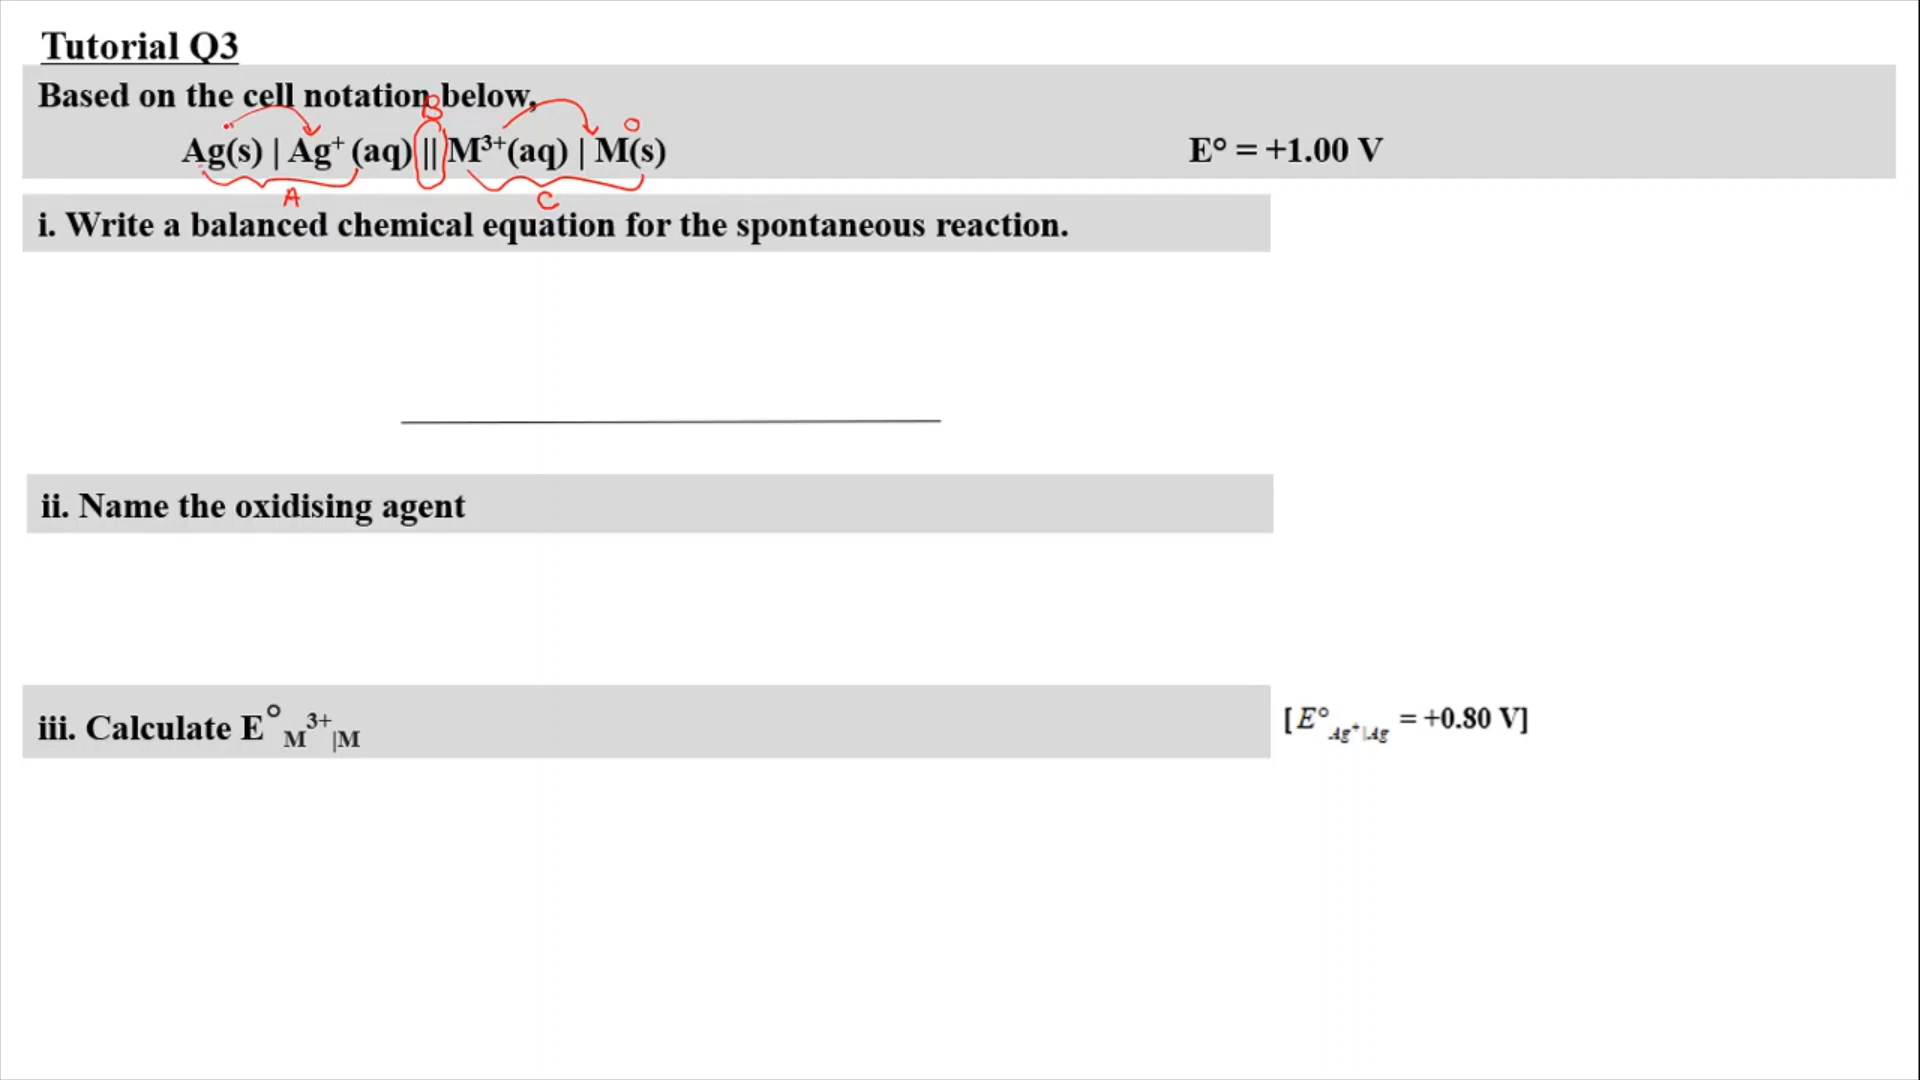 Tutorial Q3
Based on the cell notation below,
B
O
Ag(s) | Ag⁺ (aq) || M³⁺(aq) | M(s) E° = +1.00 V
A C
i. Write a balanced chemical equation for the spontaneous reaction.
ii. Name the oxidising agent
iii. Calculate E° M³⁺|M [E° Ag⁺|Ag = +0.80 V]